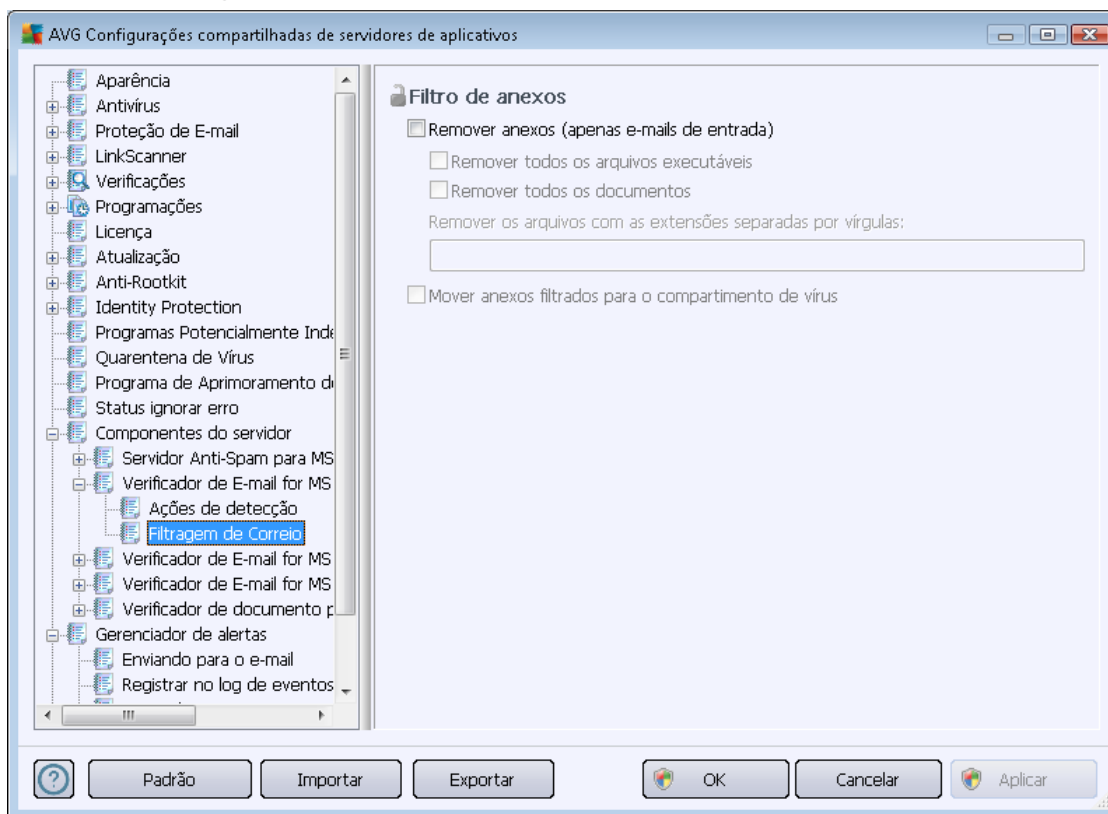 AVG Configurações compartilhadas de servidores de aplicativos
Aparência
Antivírus
Proteção de E-mail
LinkScanner
Verificações
Programações
Licença
Atualização
Anti-Rootkit
Identity Protection
Programas Potencialmente Inde
Quarentena de Vírus
Programa de Aprimoramento d
Status ignorar erro
Componentes do servidor
Servidor Anti-Spam para MS
Verificador de E-mail for MS
Ações de detecção
Filtragem de Correio
Verificador de E-mail for MS
Verificador de E-mail for MS
Verificador de documento p
Gerenciador de alertas
Enviando para o e-mail
Registrar no log de eventos
Filtro de anexos
Remover anexos (apenas e-mails de entrada)
Remover todos os arquivos executáveis
Remover todos os documentos
Remover os arquivos com as extensões separadas por vírgulas:
Mover anexos filtrados para o compartimento de vírus
Padrão
Importar
Exportar
OK
Cancelar
Aplicar